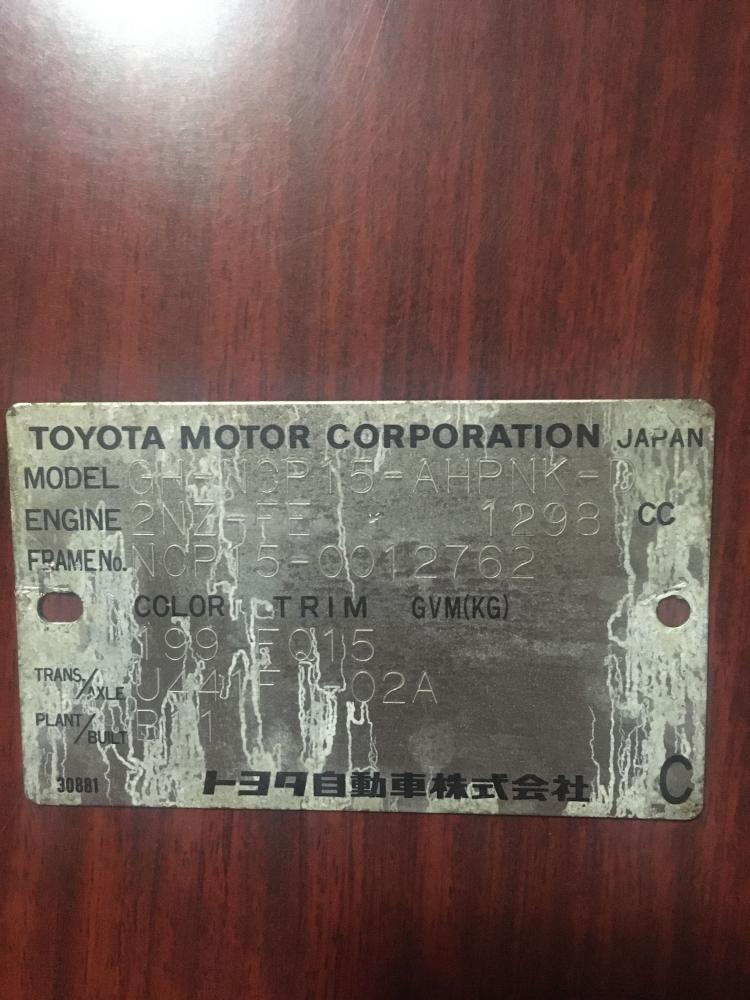 TOYOTA MOTOR CORPORATION JAPAN
MODEL GH-NCP15-AHPNK-D
ENGINE 2NZ-FE 1298 CC
FRAME No. NCP15-0012762
COLOR TRIM GVM(KG)
199 FQ15
TRANS./AXLE U441F -02A
PLANT/BUILT
30881 トヨタ自動車株式会社 C